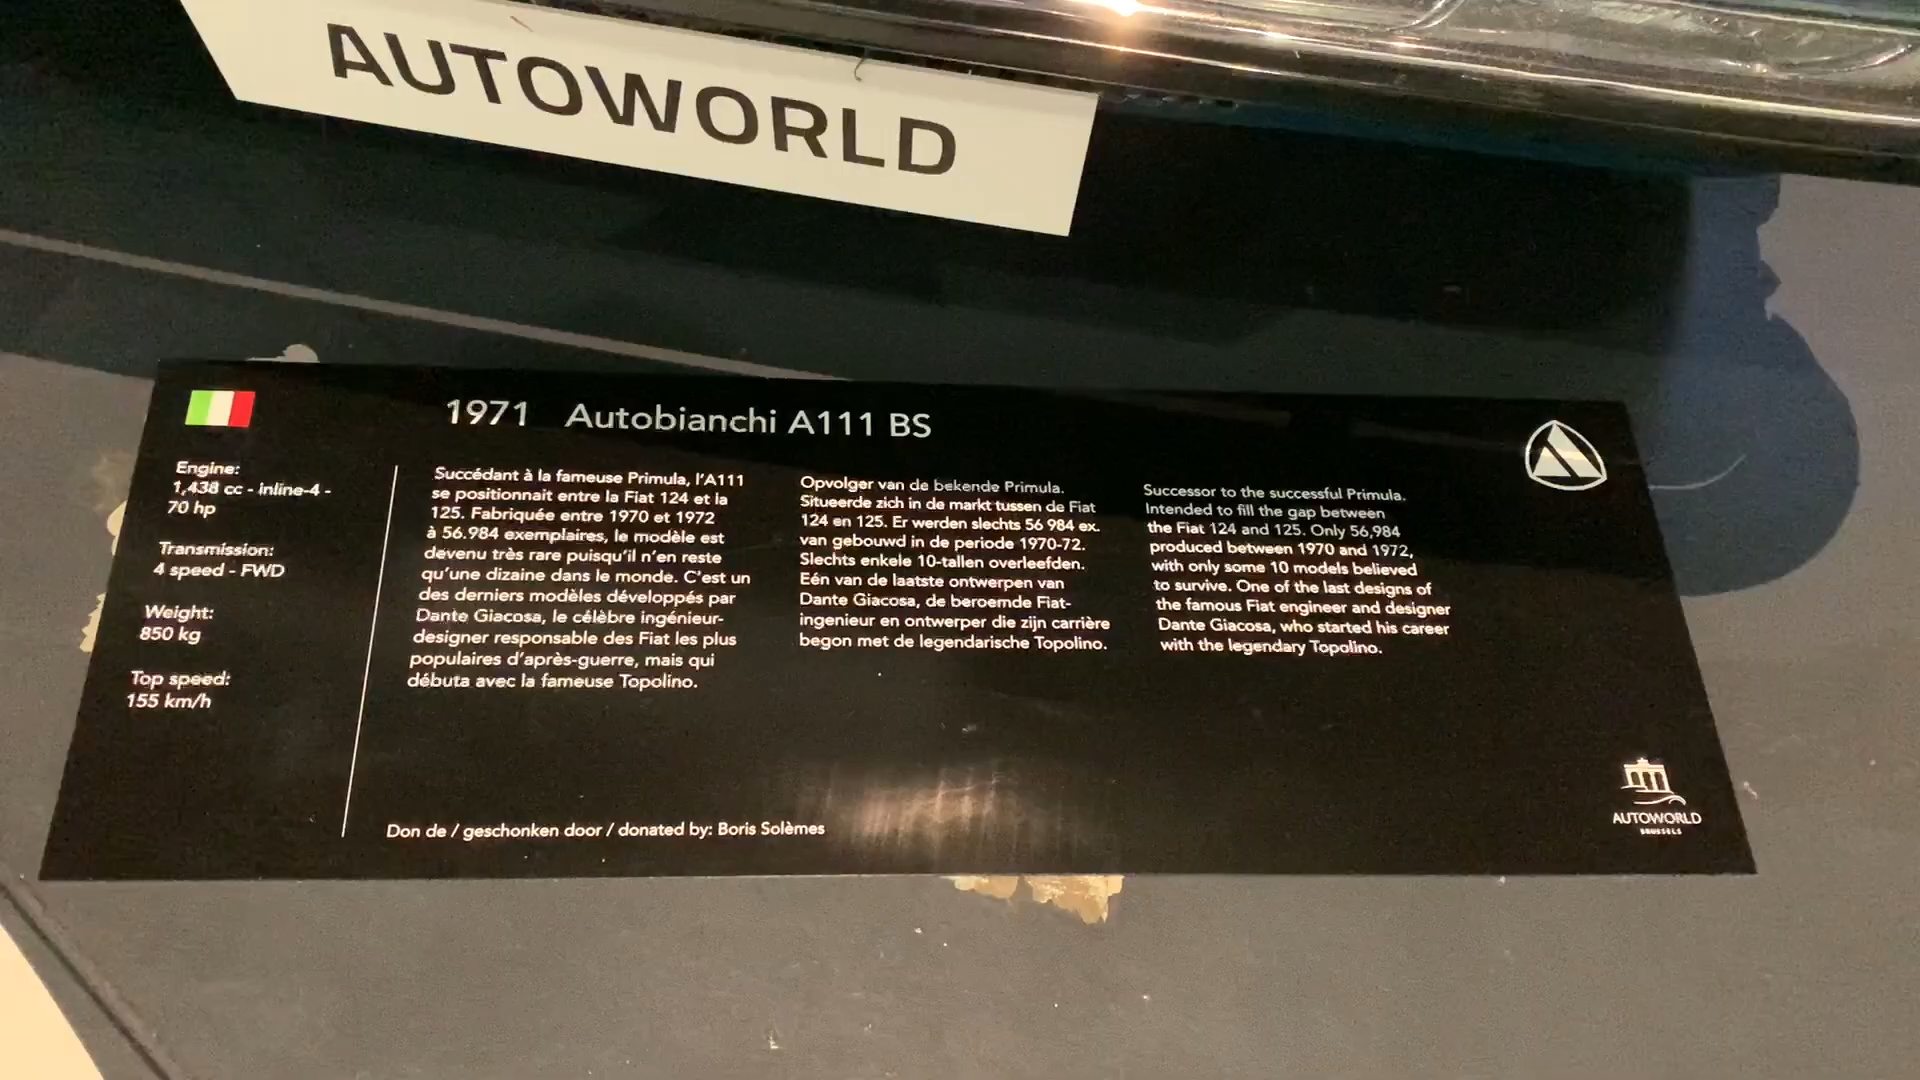 AUTOWORLD
1971 Autobianchi A111 BS
Engine:
1,438 cc - inline-4 -
70 hp
Transmission:
4 speed - FWD
Weight:
850 kg
Top speed:
155 km/h
Succédant à la fameuse Primula, l'A111
se positionnait entre la Fiat 124 et la
125. Fabriquée entre 1970 et 1972
à 56.984 exemplaires, le modèle est
devenu très rare puisqu'il n'en reste
qu'une dizaine dans le monde. C'est un
des derniers modèles développés par
Dante Giacosa, le célèbre ingénieur-
designer responsable des Fiat les plus
populaires d'après-guerre, mais qui
débuta avec la fameuse Topolino.
Opvolger van de bekende Primula.
Situeerde zich in de markt tussen de Fiat
124 en 125. Er werden slechts 56 984 ex.
van gebouwd in de periode 1970-72.
Slechts enkele 10-tallen overleefden.
Eén van de laatste ontwerpen van
Dante Giacosa, de beroemde Fiat-
ingenieur en ontwerper die zijn carrière
begon met de legendarische Topolino.
Successor to the successful Primula.
Intended to fill the gap between
the Fiat 124 and 125. Only 56,984
produced between 1970 and 1972,
with only some 10 models believed
to survive. One of the last designs of
the famous Fiat engineer and designer
Dante Giacosa, who started his career
with the legendary Topolino.
Don de / geschonken door / donated by: Boris Solèmes
AUTOWORLD
BRUSSELS